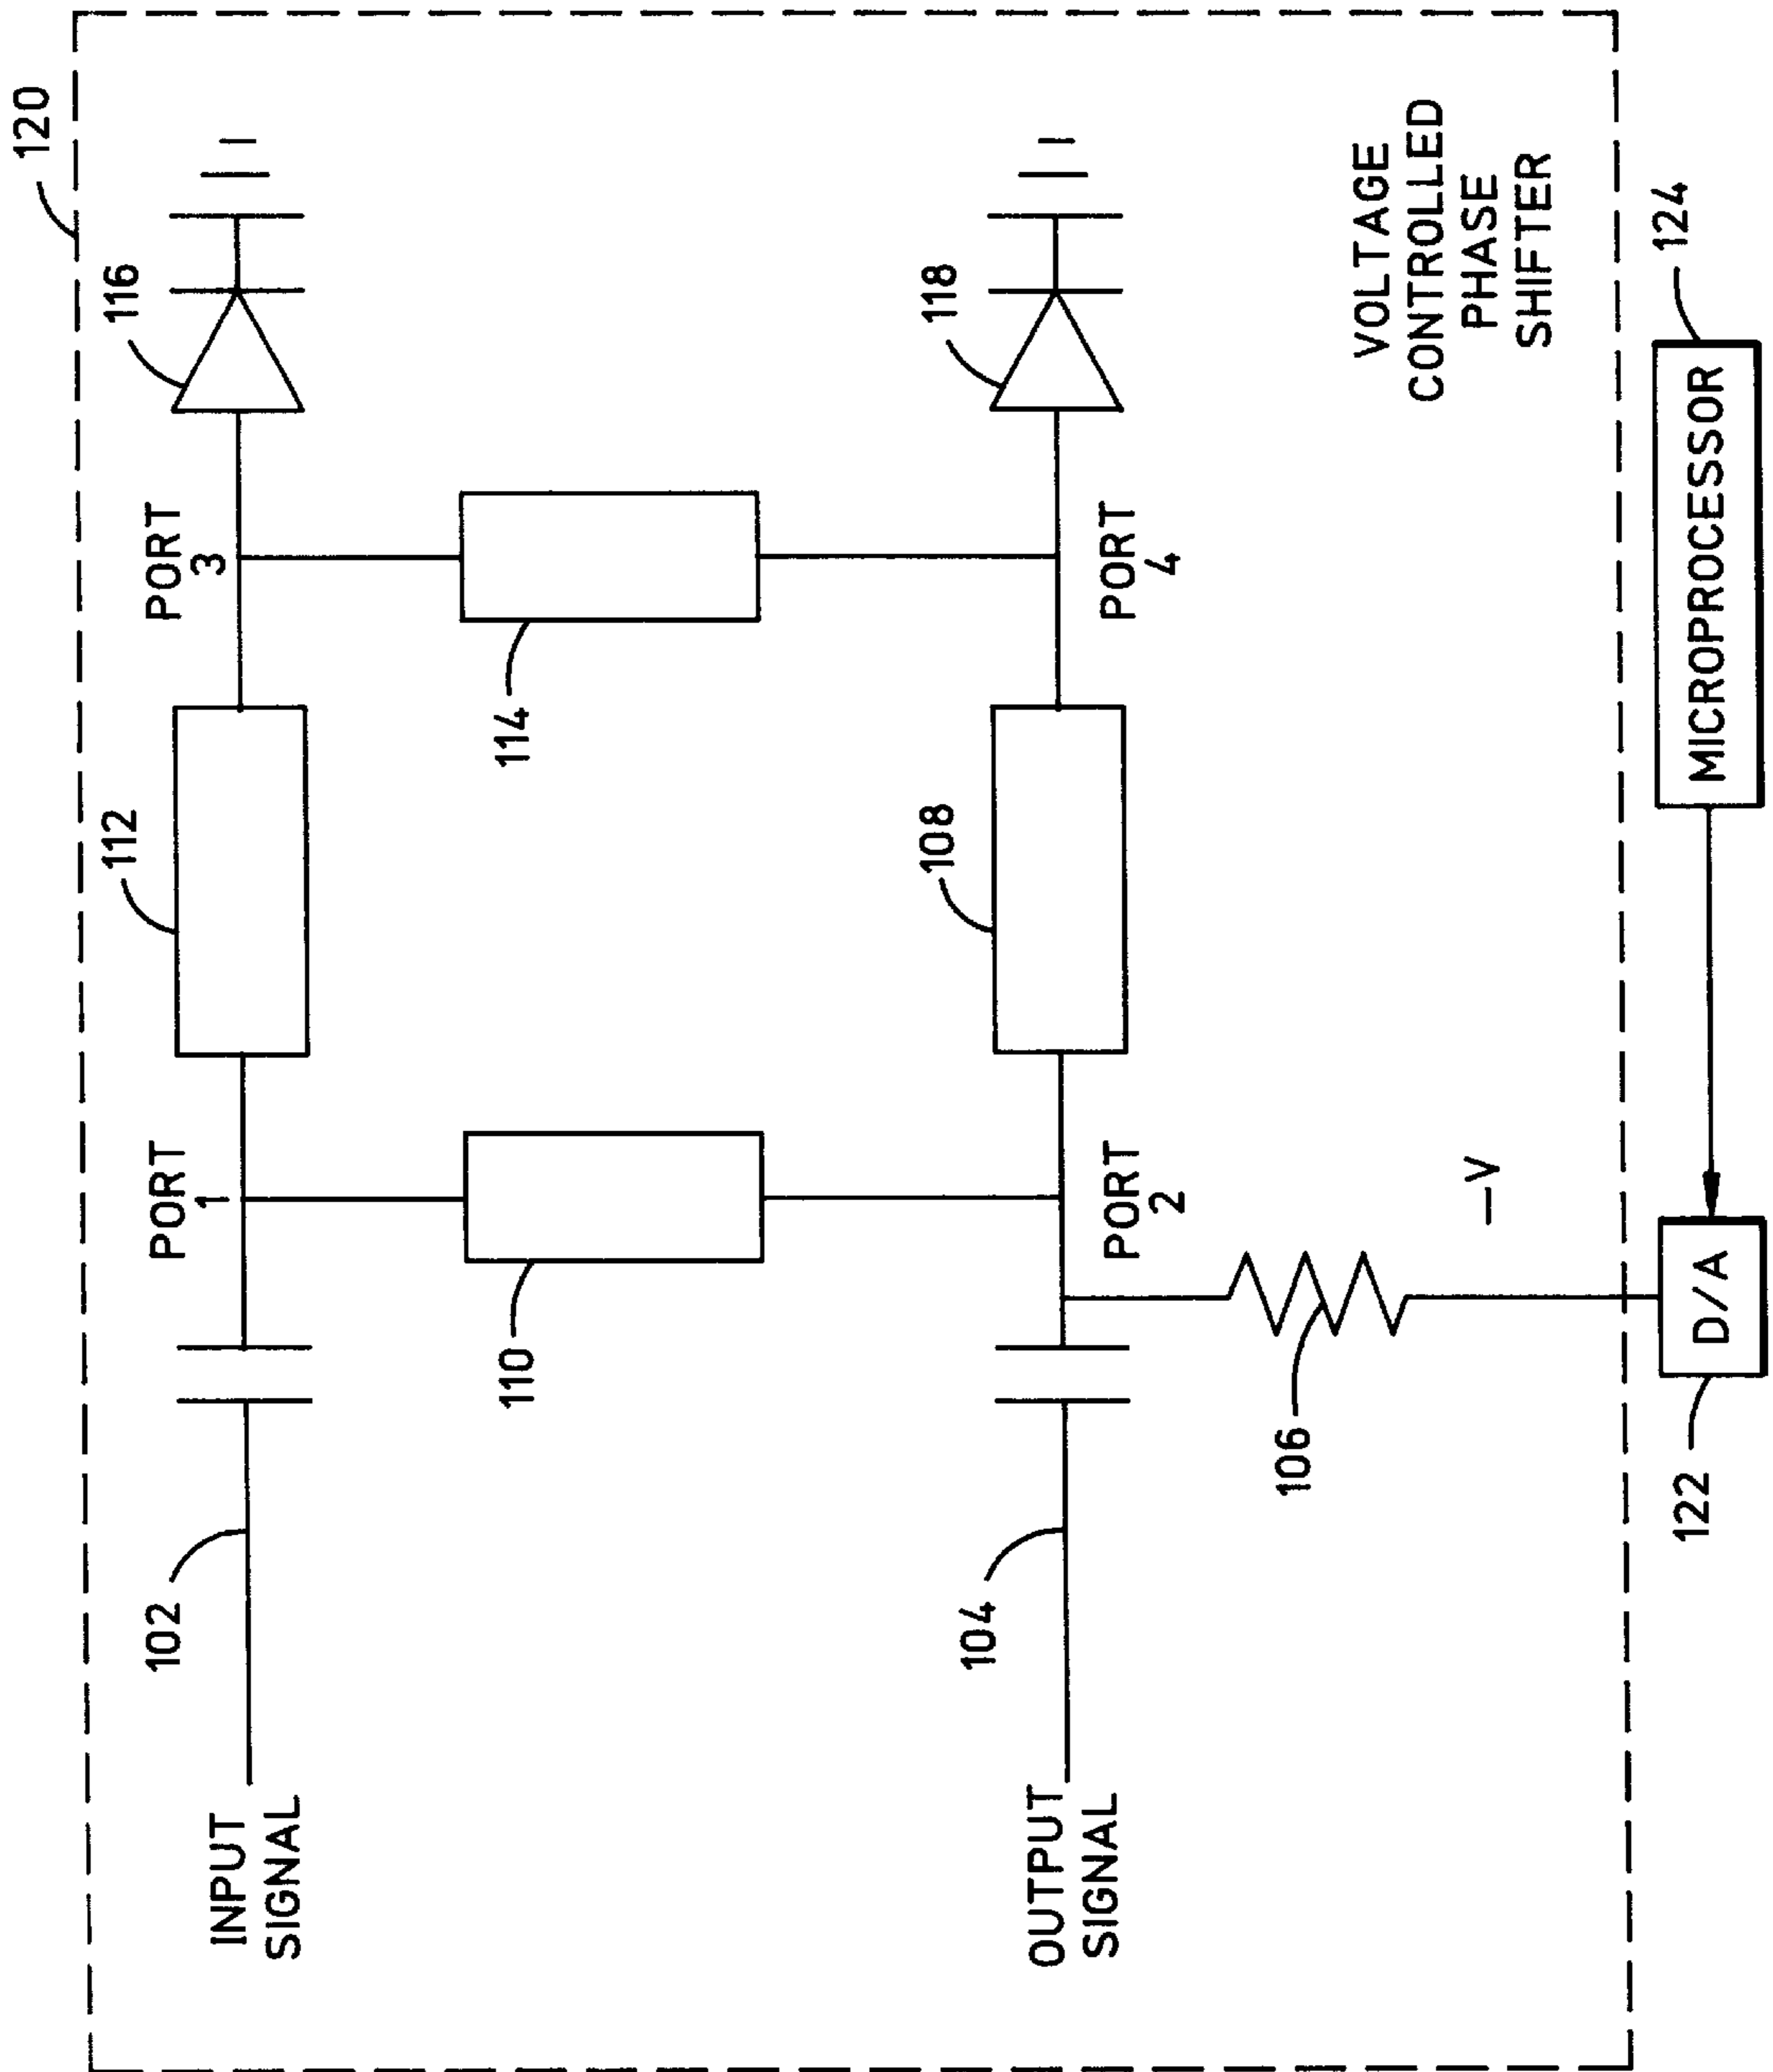 120
116
118
PORT
3
PORT
4
112
114
108
PORT
1
PORT
2
110
102
104
106
–V
INPUT
SIGNAL
OUTPUT
SIGNAL
VOLTAGE
CONTROLLED
PHASE
SHIFTER
124
MICROPROCESSOR
D/A
122